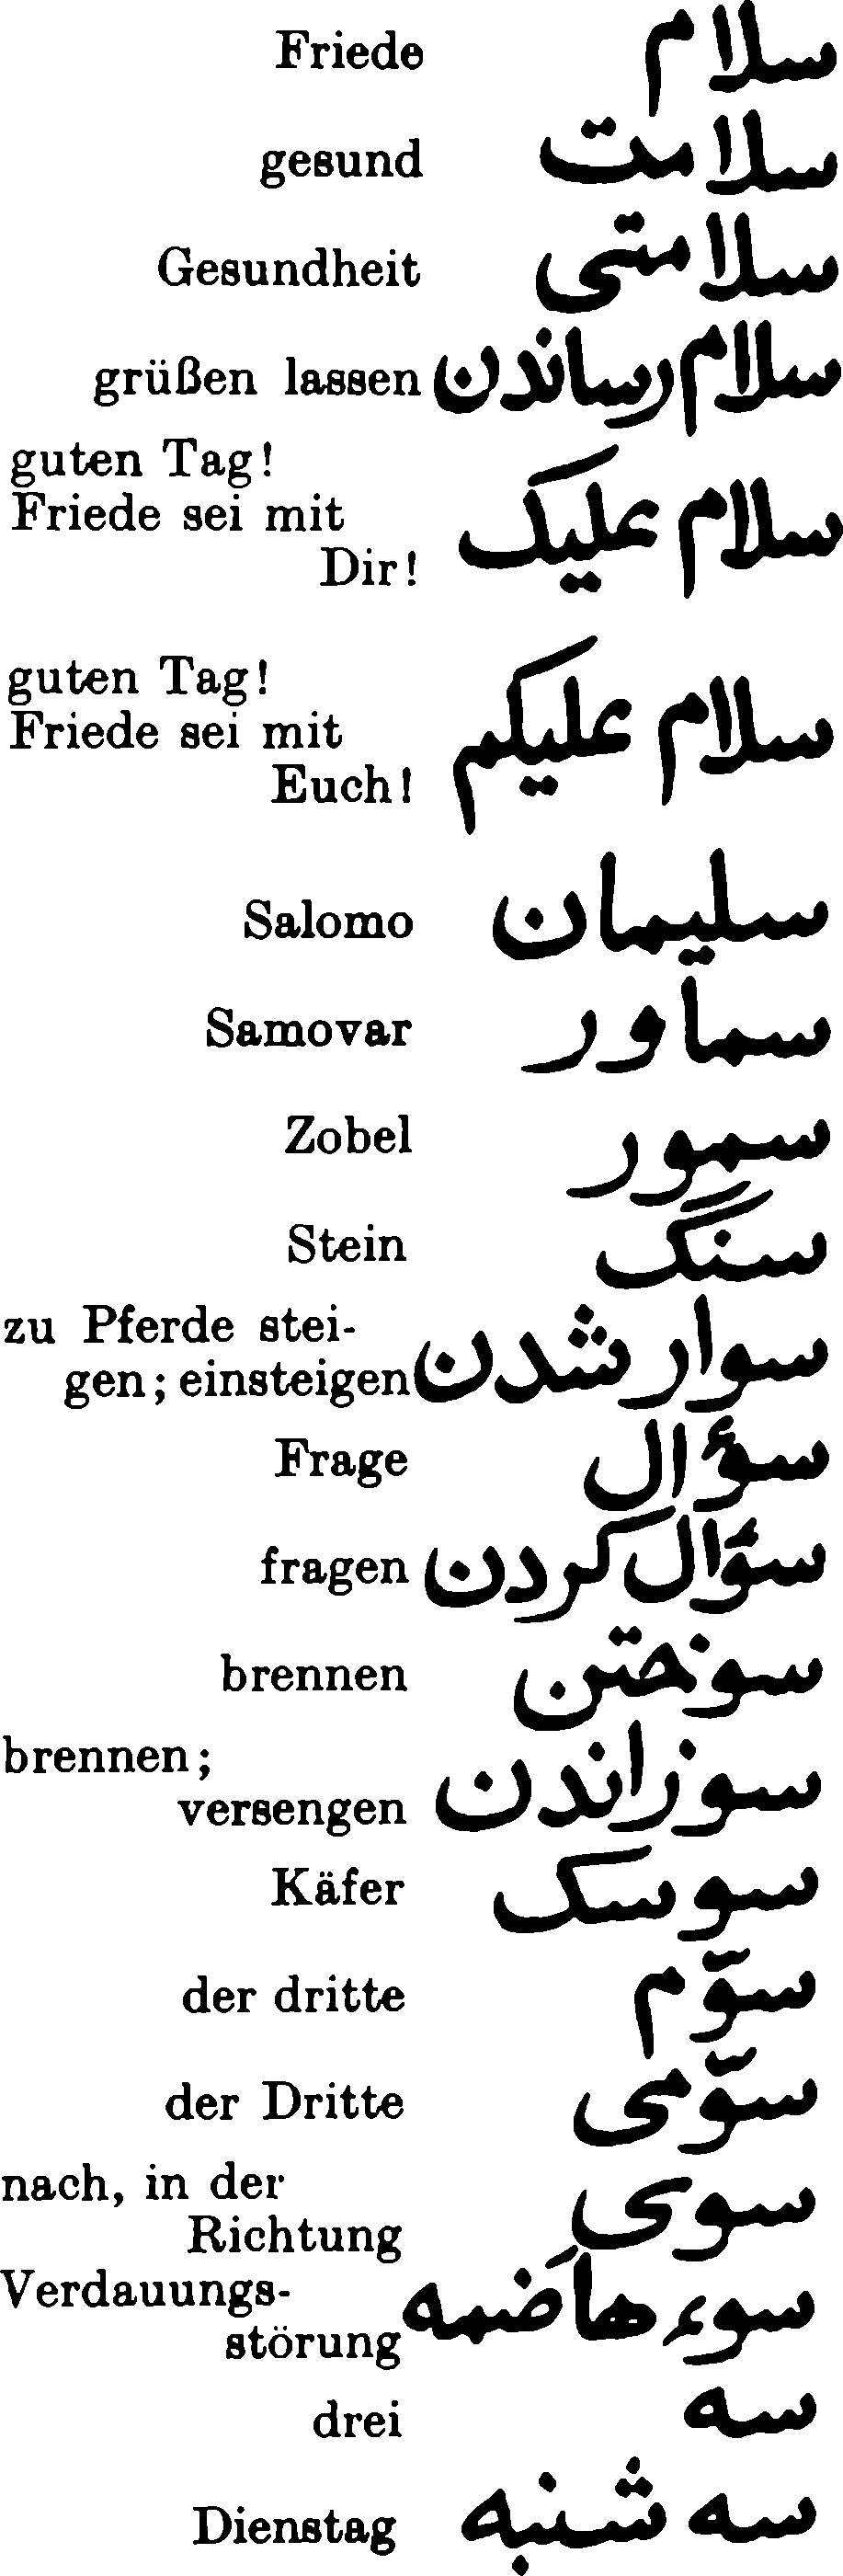 Friede سلام
gesund سلامت
Gesundheit سلامتی
grüßen lassen سلام رساندن
guten Tag!
Friede sei mit
Dir! سلام علیک
guten Tag!
Friede sei mit
Euch! سلام علیکم
Salomo سلیمان
Samovar سماور
Zobel سمور
Stein سنگ
zu Pferde stei-
gen; einsteigen سوار شدن
Frage سؤال
fragen سؤال کردن
brennen سوختن
brennen;
versengen سوزاندن
Käfer سوسک
der dritte سوّم
der Dritte سوّمی
nach, in der
Richtung سوی
Verdauungs-
störung سوء هاضمه
drei سه
Dienstag سه شنبه